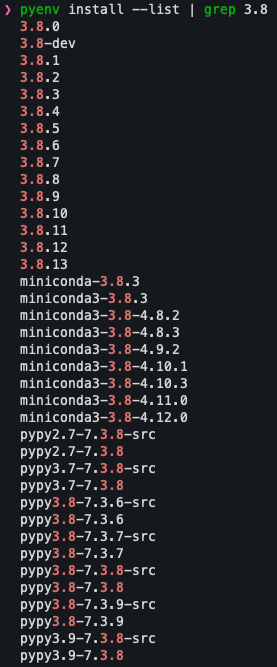 ❯ pyenv install --list | grep 3.8
3.8.0
3.8-dev
3.8.1
3.8.2
3.8.3
3.8.4
3.8.5
3.8.6
3.8.7
3.8.8
3.8.9
3.8.10
3.8.11
3.8.12
3.8.13
miniconda-3.8.3
miniconda3-3.8.3
miniconda3-3.8-4.8.2
miniconda3-3.8-4.8.3
miniconda3-3.8-4.9.2
miniconda3-3.8-4.10.1
miniconda3-3.8-4.10.3
miniconda3-3.8-4.11.0
miniconda3-3.8-4.12.0
pypy2.7-7.3.8-src
pypy2.7-7.3.8
pypy3.7-7.3.8-src
pypy3.7-7.3.8
pypy3.8-7.3.6-src
pypy3.8-7.3.6
pypy3.8-7.3.7-src
pypy3.8-7.3.7
pypy3.8-7.3.8-src
pypy3.8-7.3.8
pypy3.8-7.3.9-src
pypy3.8-7.3.9
pypy3.9-7.3.8-src
pypy3.9-7.3.8